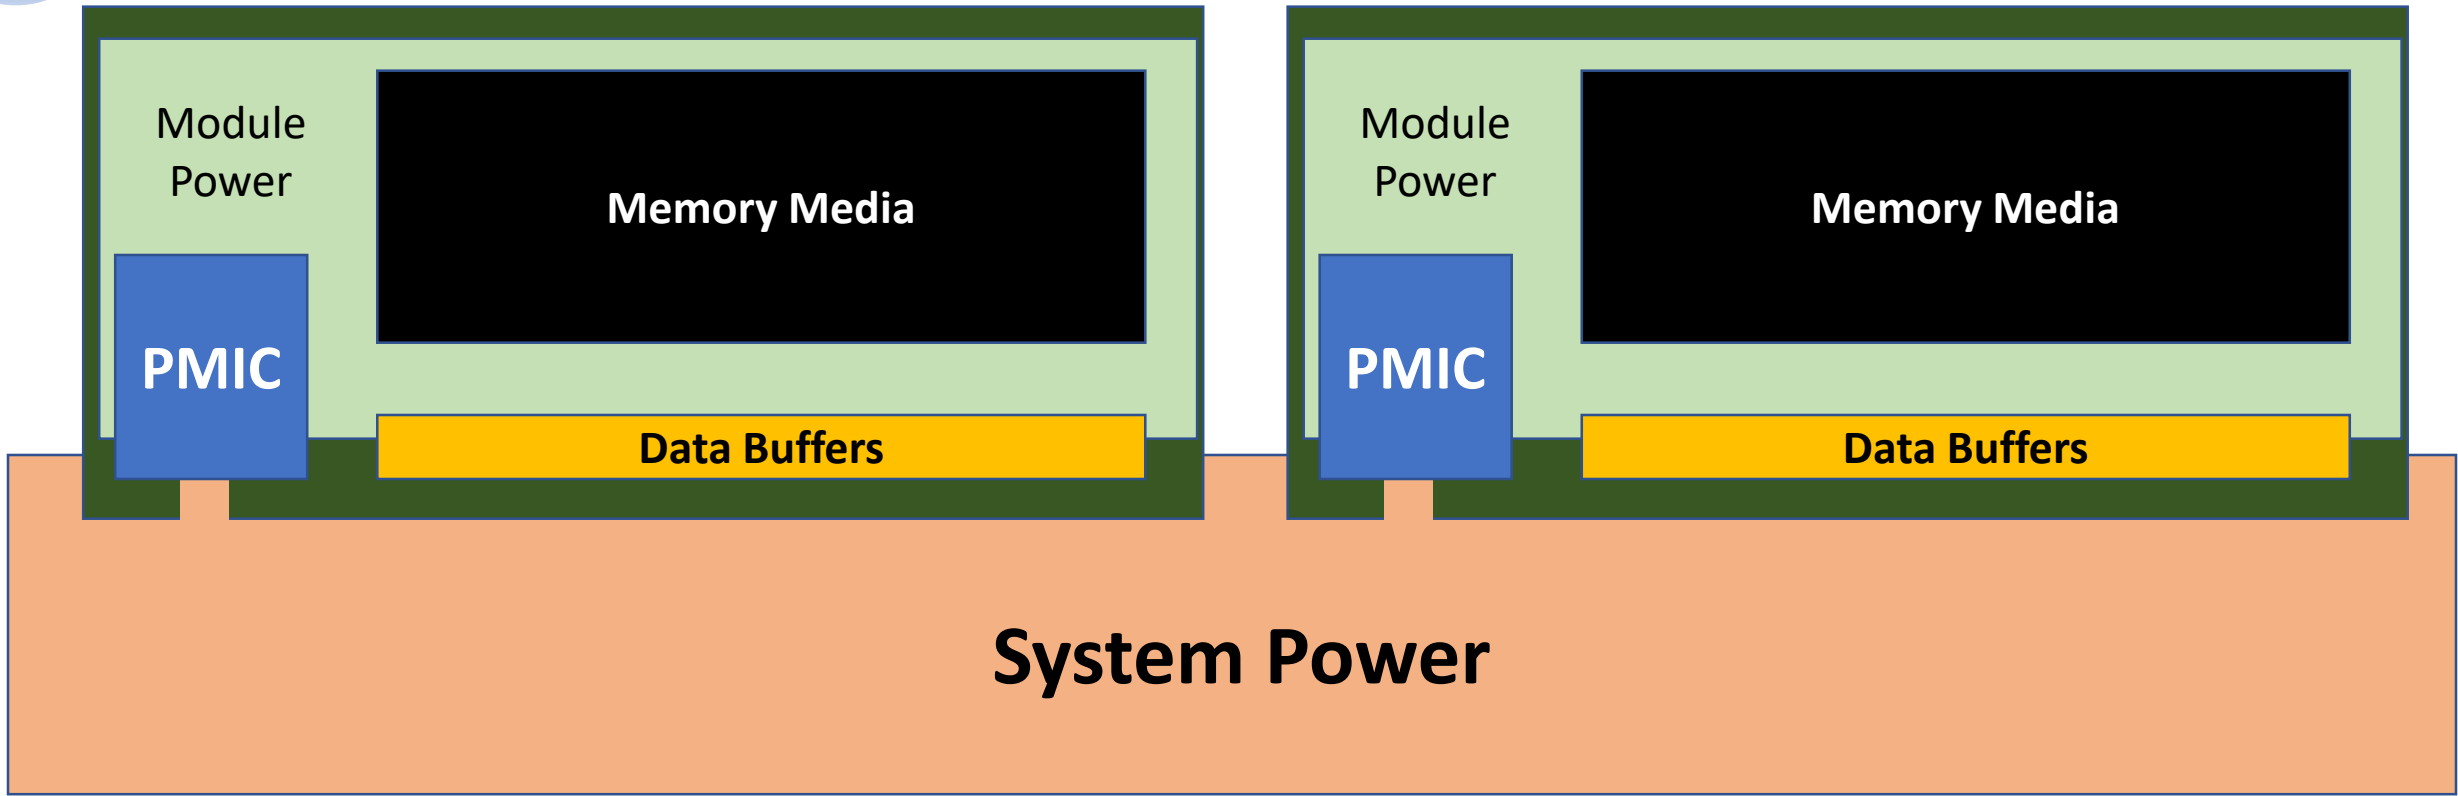 Module
Power
Memory Media
PMIC
Data Buffers
Module
Power
Memory Media
PMIC
Data Buffers
System Power